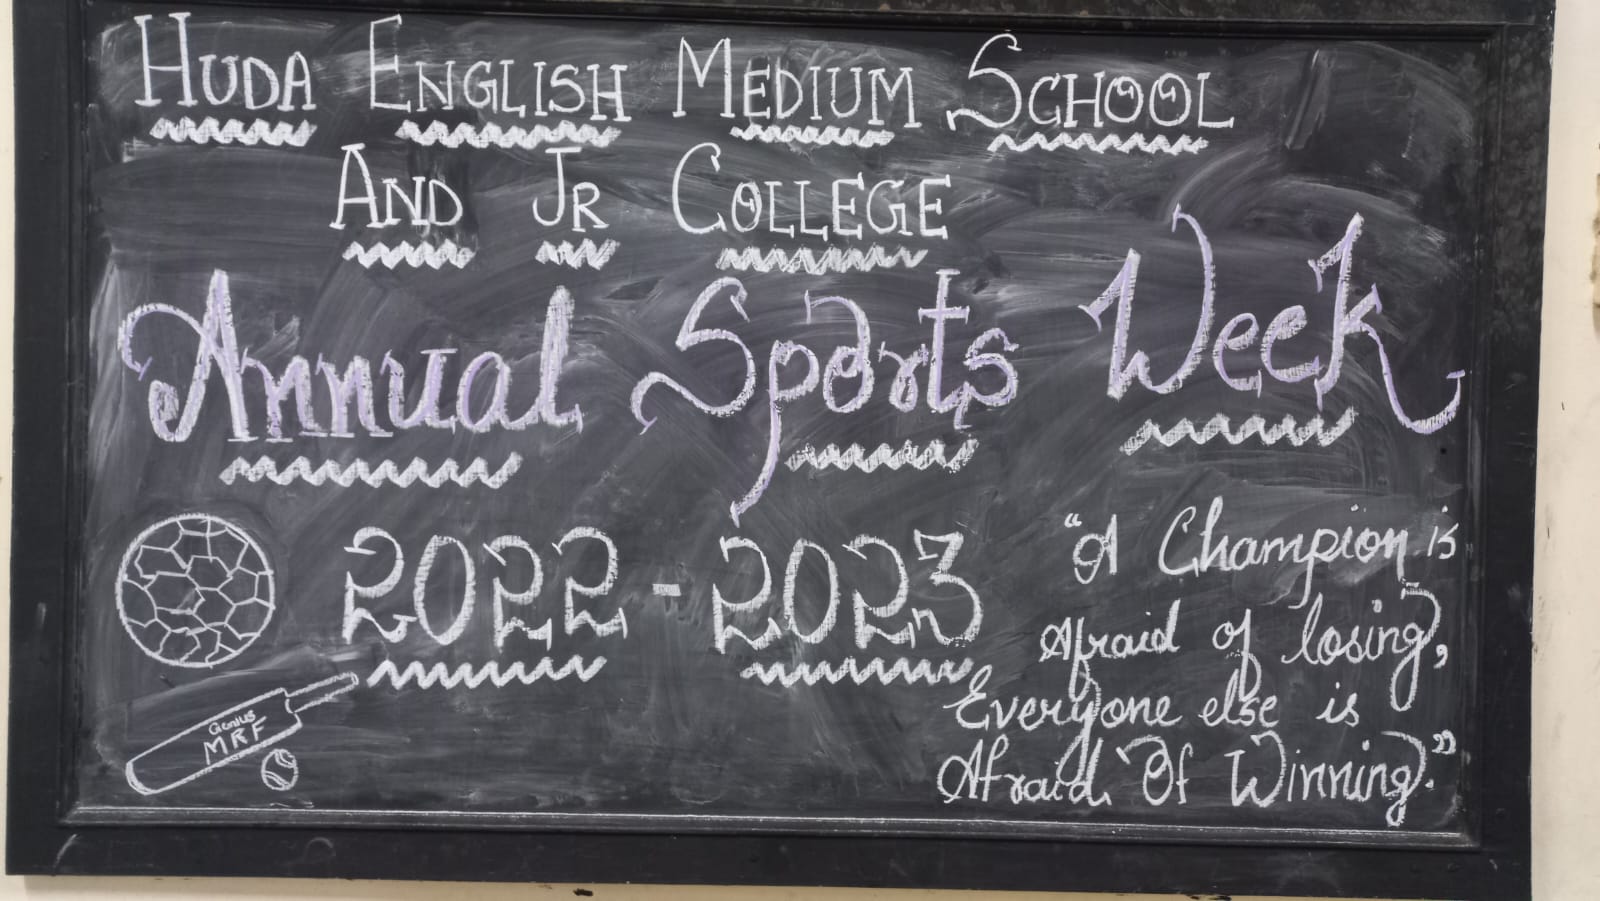 HUDA ENGLISH MEDIUM SCHOOL
AND JR COLLEGE
Annual Sports Week
2022 - 2023
"A Champion is
Afraid of losing,
Everyone else is
Afraid Of Winning."
Genius
MRF